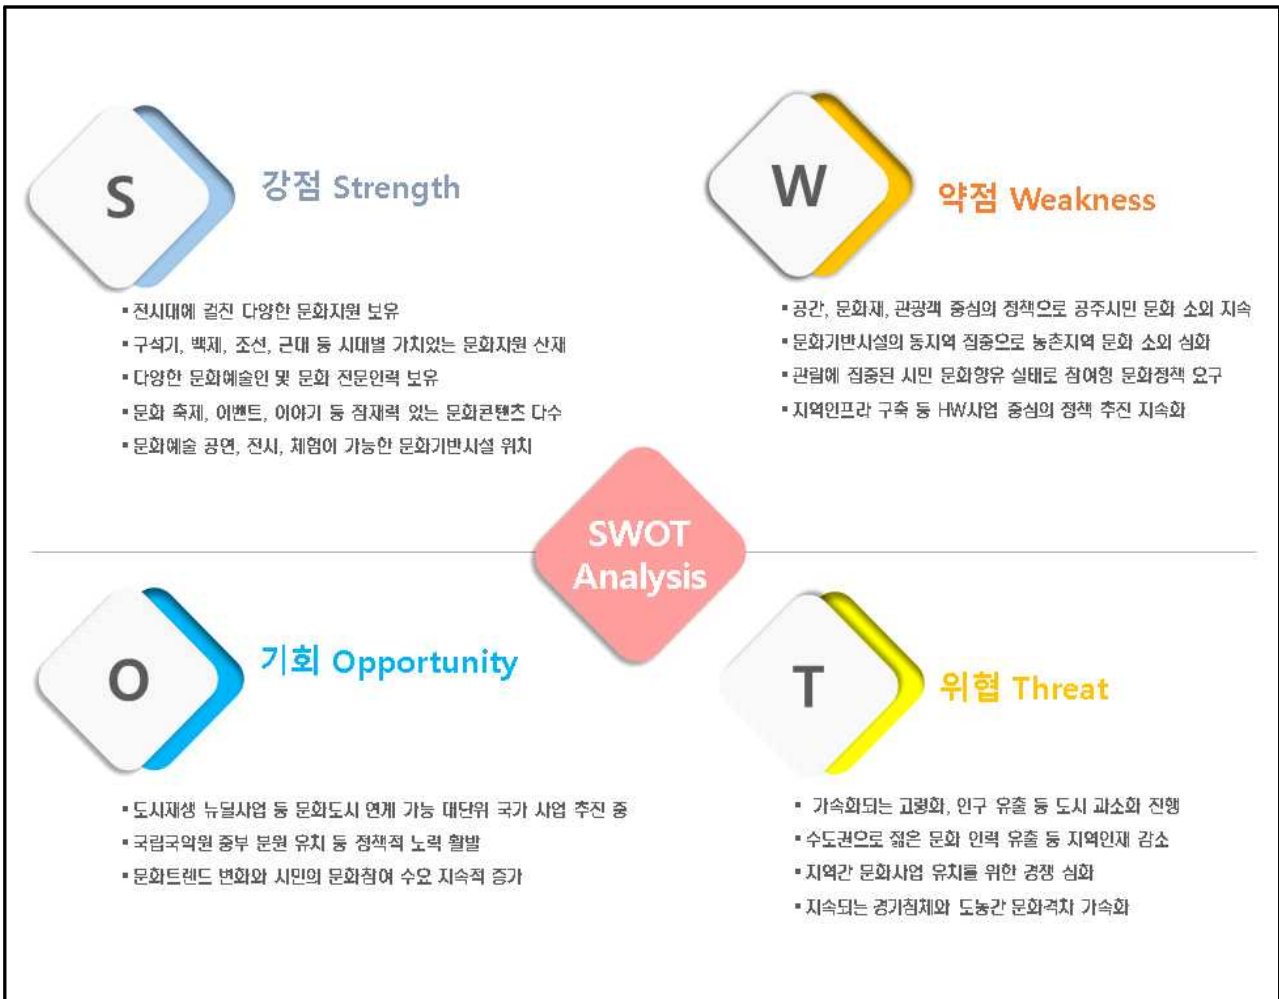 S
강점 Strength
▪ 전시대에 걸친 다양한 문화자원 보유
▪ 구석기, 백제, 조선, 근대 등 시대별 가치있는 문화자원 산재
▪ 다양한 문화예술인 및 문화 전문인력 보유
▪ 문화 축제, 이벤트, 이야기 등 잠재력 있는 문화콘텐츠 다수
▪ 문화예술 공연, 전시, 체험이 가능한 문화기반시설 위치
W
약점 Weakness
▪ 공간, 문화재, 관광객 중심의 정책으로 공주시민 문화 소외 지속
▪ 문화기반시설의 동지역 집중으로 농촌지역 문화 소외 심화
▪ 관람에 집중된 시민 문화향유 실태로 참여형 문화정책 요구
▪ 지역인프라 구축 등 HW사업 중심의 정책 추진 지속화
SWOT
Analysis
O
기회 Opportunity
▪ 도시재생 뉴딜사업 등 문화도시 연계 가능 대단위 국가 사업 추진 중
▪ 국립국악원 중부 분원 유치 등 정책적 노력 활발
▪ 문화트렌드 변화와 시민의 문화참여 수요 지속적 증가
T
위협 Threat
▪ 가속화되는 고령화, 인구 유출 등 도시 과소화 진행
▪ 수도권으로 젊은 문화 인력 유출 등 지역인재 감소
▪ 지역간 문화사업 유치를 위한 경쟁 심화
▪ 지속되는 경기침체와 도농간 문화격차 가속화